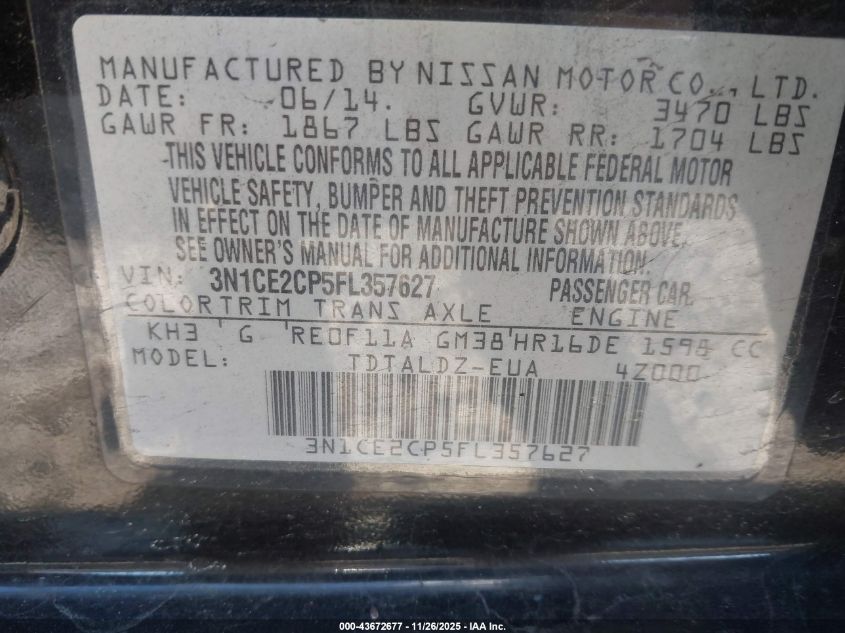 MANUFACTURED BY NISSAN MOTOR CO., LTD.
DATE: 06/14. GVWR: 3470 LBS
GAWR FR: 1867 LBS GAWR RR: 1704 LBS
THIS VEHICLE CONFORMS TO ALL APPLICABLE FEDERAL MOTOR
VEHICLE SAFETY, BUMPER AND THEFT PREVENTION STANDARDS
IN EFFECT ON THE DATE OF MANUFACTURE SHOWN ABOVE.
SEE OWNER'S MANUAL FOR ADDITIONAL INFORMATION.
VIN: 3N1CE2CP5FL357627 PASSENGER CAR
COLOR TRIM TRANS AXLE ENGINE
KH3 G RE0F11A GM38 HR16DE 1598 CC
MODEL: TDTALDZ-EUA 4Z000
3N1CE2CP5FL357627
000-43672677 - 11/26/2025 - IAA Inc.